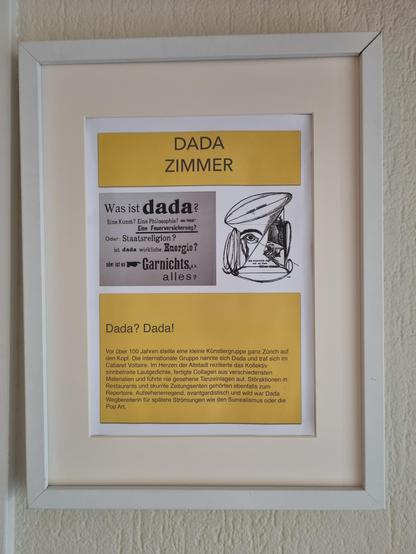 DADA
ZIMMER
Was ist dada?
Eine Kunst? Eine Philosophie?
Eine Feuerversicherung?
Oder: Staatsreligion?
ist dada wirkliche Energie?
oder ist es ☛ Garnichts, d.i.
alles?
Dada? Dada!
Vor über 100 Jahren stellte eine kleine Künstlergruppe ganz Zürich auf
den Kopf. Die internationale Gruppe nannte sich Dada und traf sich im
Cabaret Voltaire. Im Herzen der Altstadt rezitierte das Kollektiv
sinnbefreite Lautgedichte, fertigte Collagen aus verschiedensten
Materialien und führte nie gesehene Tanzeinlagen auf. Störaktionen in
Restaurants und skurrile Zeitungsenten gehörten ebenfalls zum
Repertoire. Aufsehenerregend, avantgardistisch und wild war Dada
Wegbereiterin für spätere Strömungen wie den Surrealismus oder die
Pop Art.